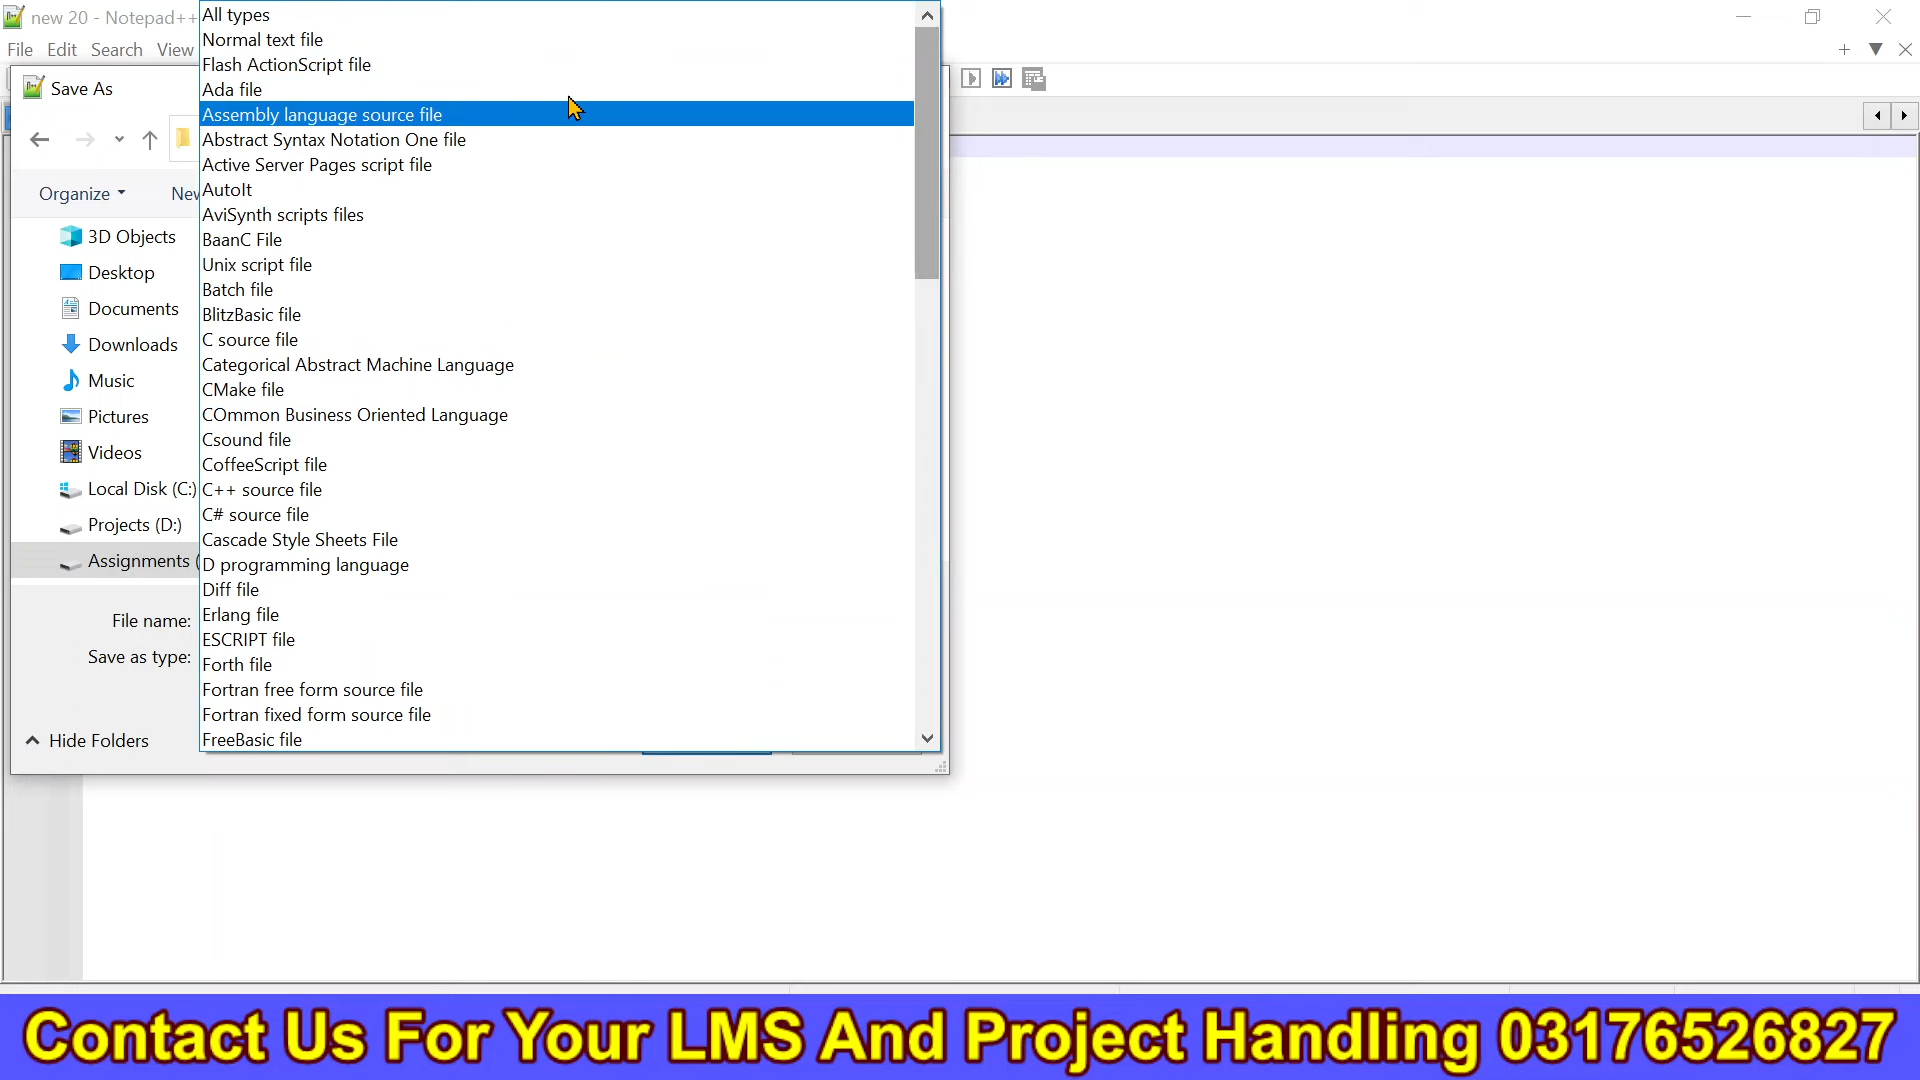 new 20 - Notepad++
File Edit Search View
Save As
Organize
3D Objects
Desktop
Documents
Downloads
Music
Pictures
Videos
Local Disk (C:)
Projects (D:)
Assignments (
File name:
Save as type:
Hide Folders
All types
Normal text file
Flash ActionScript file
Ada file
Assembly language source file
Abstract Syntax Notation One file
Active Server Pages script file
AutoIt
AviSynth scripts files
BaanC File
Unix script file
Batch file
BlitzBasic file
C source file
Categorical Abstract Machine Language
CMake file
COmmon Business Oriented Language
Csound file
CoffeeScript file
C++ source file
C# source file
Cascade Style Sheets File
D programming language
Diff file
Erlang file
ESCRIPT file
Forth file
Fortran free form source file
Fortran fixed form source file
FreeBasic file
Contact Us For Your LMS And Project Handling 03176526827